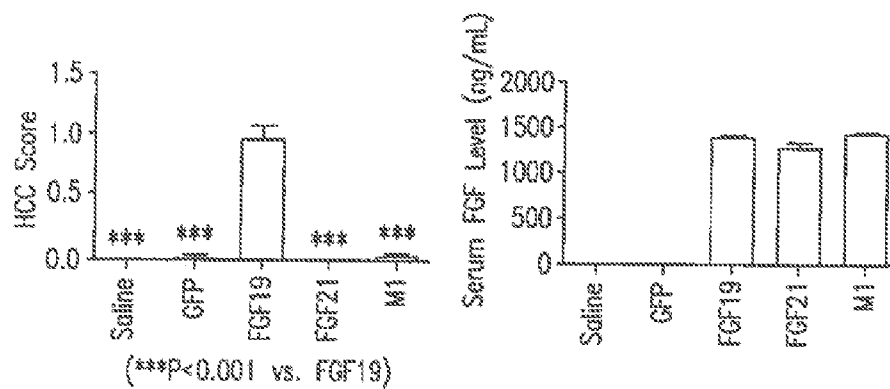 HCC Score
1.5
1.0
0.5
0.0
***
***
***
***
Saline
GFP
FGF19
FGF21
M1
(***P<0.001 vs. FGF19)
Serum FGF Level (ng/mL)
2000
1500
1000
500
0
Saline
GFP
FGF19
FGF21
M1